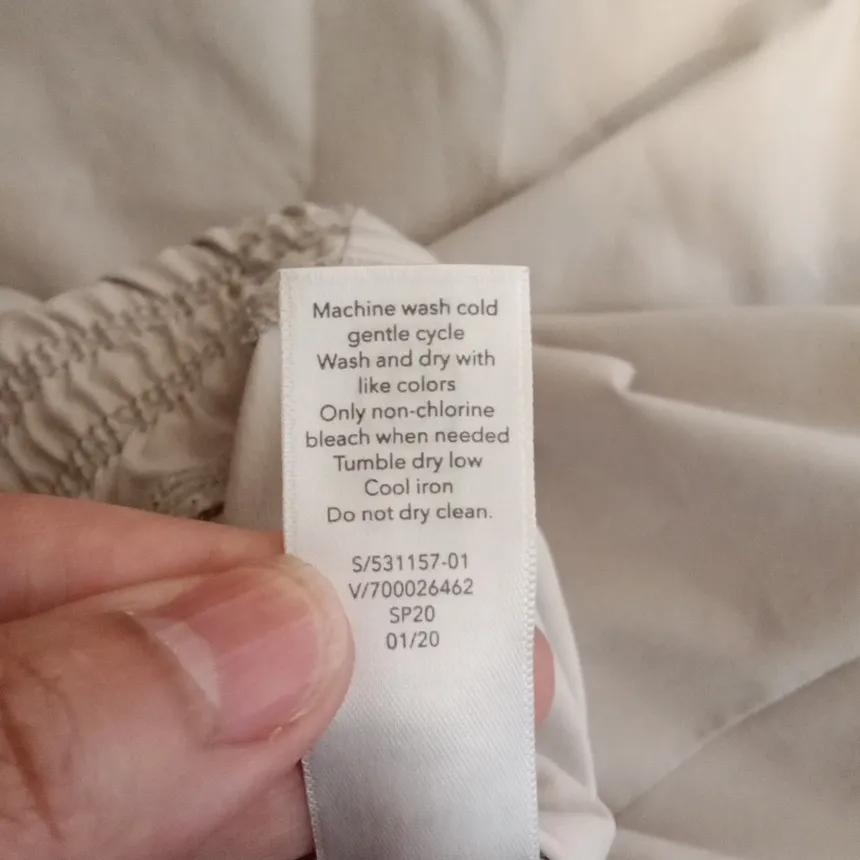 Machine wash cold
gentle cycle
Wash and dry with
like colors
Only non-chlorine
bleach when needed
Tumble dry low
Cool iron
Do not dry clean.
S/531157-01
V/700026462
SP20
01/20